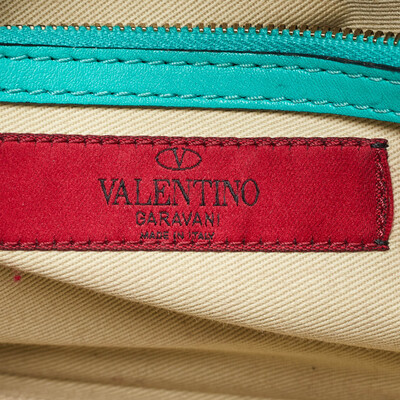 V
VALENTINO
GARAVANI
MADE IN ITALY